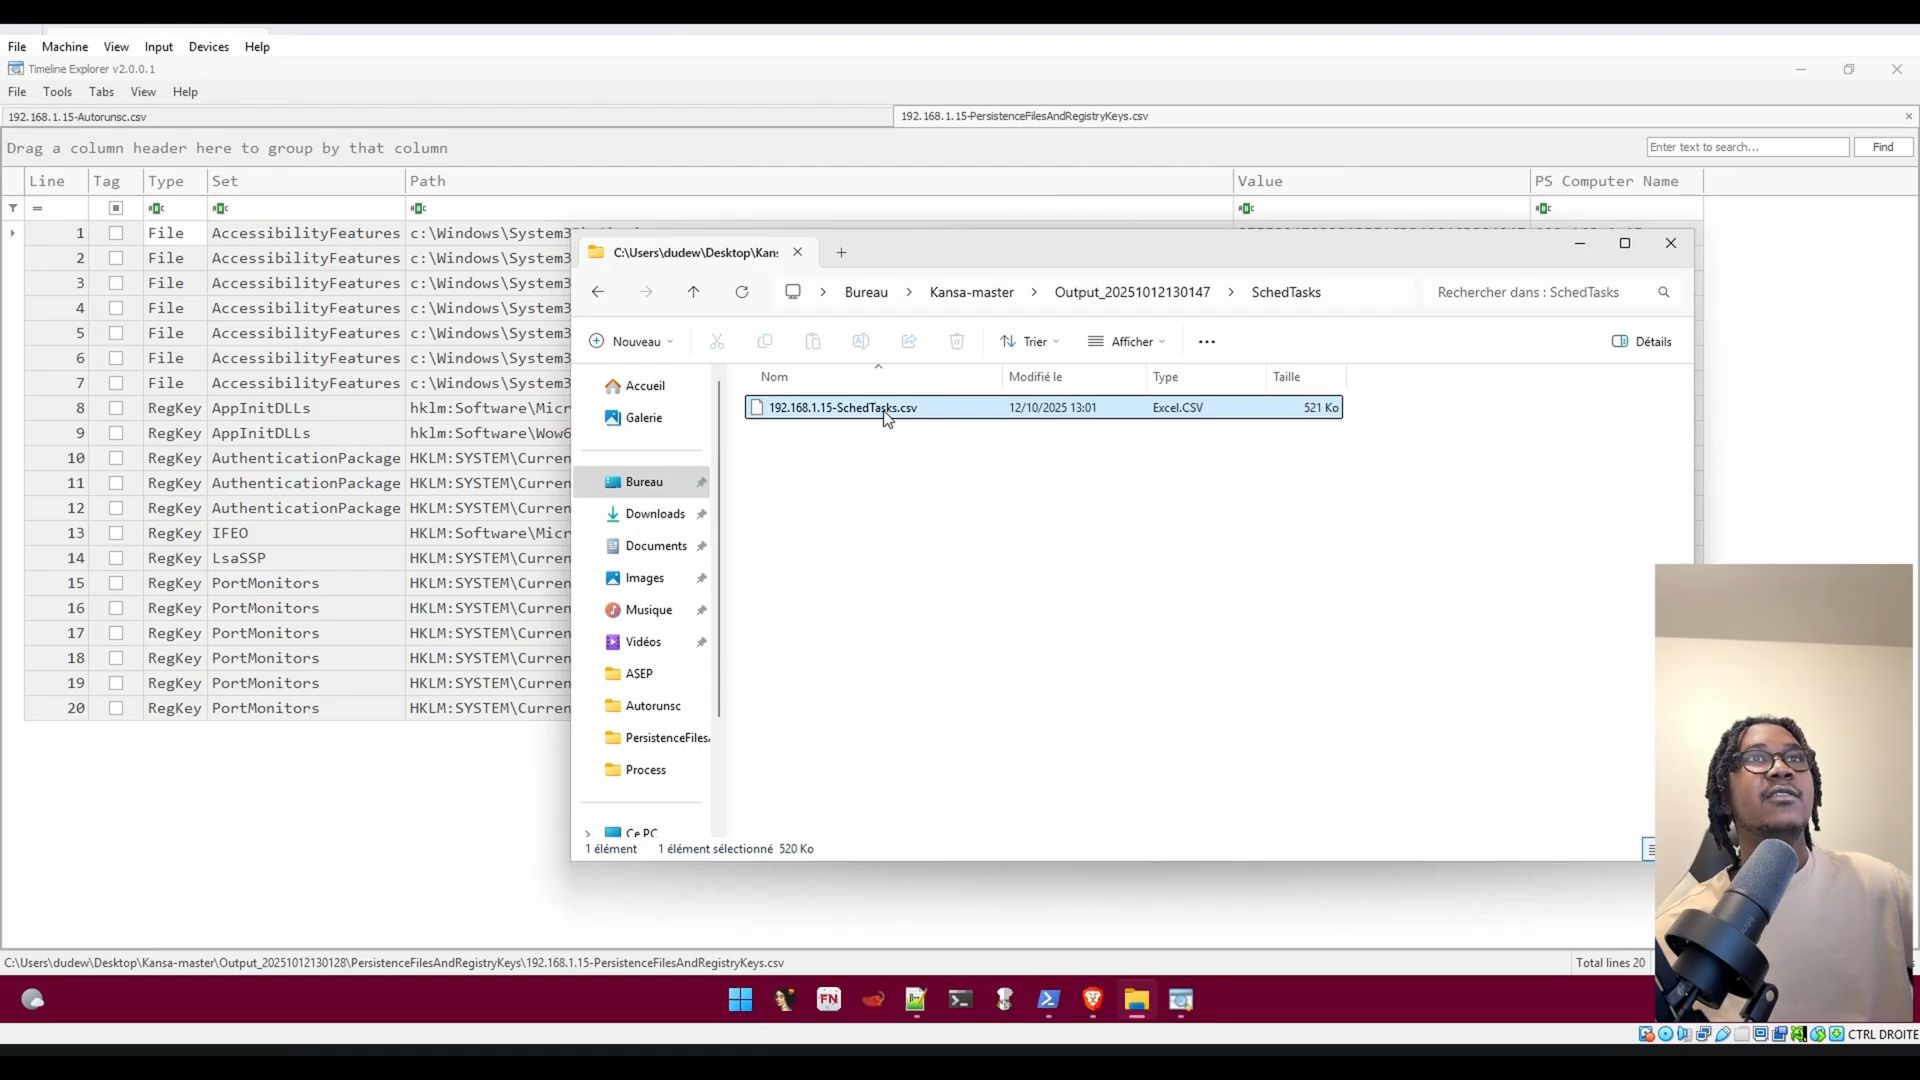 File Machine View Input Devices Help
Timeline Explorer v2.0.0.1
File Tools Tabs View Help
192.168.1.15-Autorunsc.csv
192.168.1.15-PersistenceFilesAndRegistryKeys.csv
Drag a column header here to group by that column
Enter text to search...
Find
Line Tag Type Set Path Value PS Computer Name
1 File AccessibilityFeatures
2 File AccessibilityFeatures c:\Windows\System3
3 File AccessibilityFeatures c:\Windows\System3
4 File AccessibilityFeatures c:\Windows\System3
5 File AccessibilityFeatures c:\Windows\System3
6 File AccessibilityFeatures c:\Windows\System3
7 File AccessibilityFeatures c:\Windows\System3
8 RegKey AppInitDLLs hklm:Software\Micr
9 RegKey AppInitDLLs hklm:Software\Wow6
10 RegKey AuthenticationPackage HKLM:SYSTEM\Curren
11 RegKey AuthenticationPackage HKLM:SYSTEM\Curren
12 RegKey AuthenticationPackage HKLM:SYSTEM\Curren
13 RegKey IFEO HKLM:Software\Micr
14 RegKey LsaSSP HKLM:SYSTEM\Curren
15 RegKey PortMonitors HKLM:SYSTEM\Curren
16 RegKey PortMonitors HKLM:SYSTEM\Curren
17 RegKey PortMonitors HKLM:SYSTEM\Curren
18 RegKey PortMonitors HKLM:SYSTEM\Curren
19 RegKey PortMonitors HKLM:SYSTEM\Curren
20 RegKey PortMonitors HKLM:SYSTEM\Curren
C:\Users\dudew\Desktop\Kans
Bureau > Kansa-master > Output_20251012130147 > SchedTasks
Rechercher dans : SchedTasks
Nouveau
Trier
Afficher
Détails
Nom Modifié le Type Taille
192.168.1.15-SchedTasks.csv 12/10/2025 13:01 Excel.CSV 521 Ko
Accueil
Galerie
Bureau
Downloads
Documents
Images
Musique
Vidéos
ASEP
Autorunsc
PersistenceFiles
Process
Ce PC
1 élément 1 élément sélectionné 520 Ko
C:\Users\dudew\Desktop\Kansa-master\Output_20251012130128\PersistenceFilesAndRegistryKeys\192.168.1.15-PersistenceFilesAndRegistryKeys.csv
Total lines 20
FN
CTRL DROITE